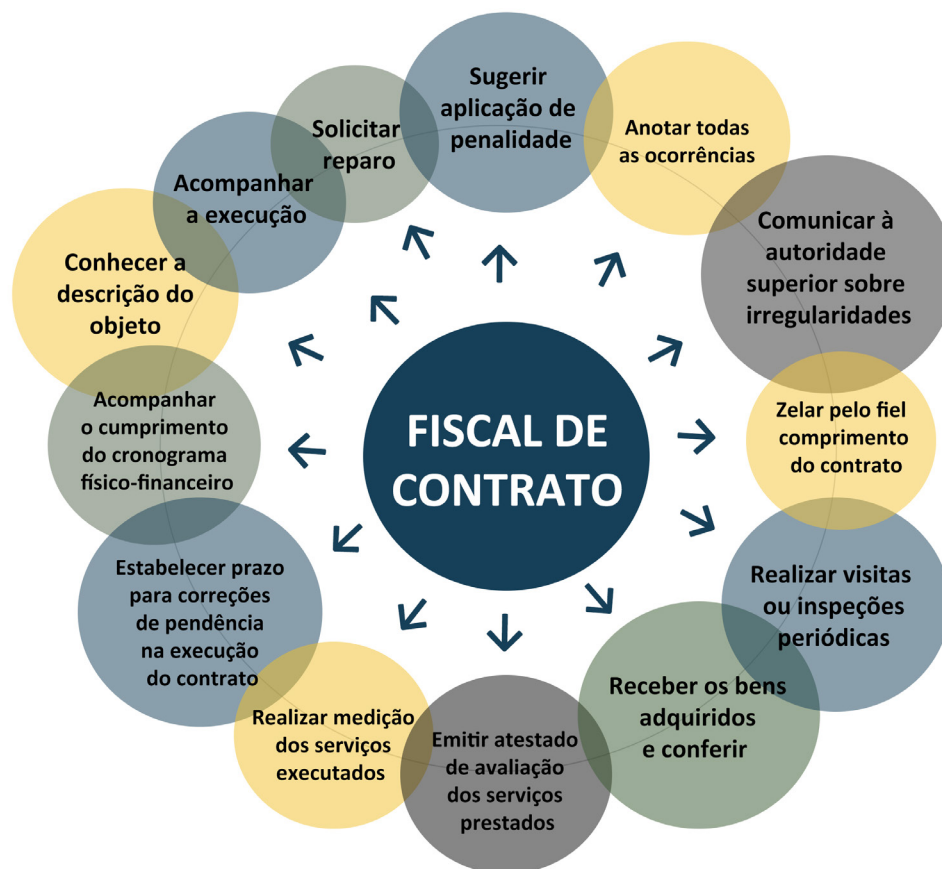 Sugerir
aplicação de
penalidade
Anotar todas
as ocorrências
Solicitar
reparo
Acompanhar
a execução
Comunicar à
autoridade
superior sobre
irregularidades
Conhecer a
descrição do
objeto
FISCAL DE
CONTRATO
Zelar pelo fiel
comprimento
do contrato
Acompanhar
o cumprimento
do cronograma
físico-financeiro
Realizar visitas
ou inspeções
periódicas
Estabelecer prazo
para correções
de pendência
na execução
do contrato
Receber os bens
adquiridos
e conferir
Realizar medição
dos serviços
executados
Emitir atestado
de avaliação
dos serviços
prestados